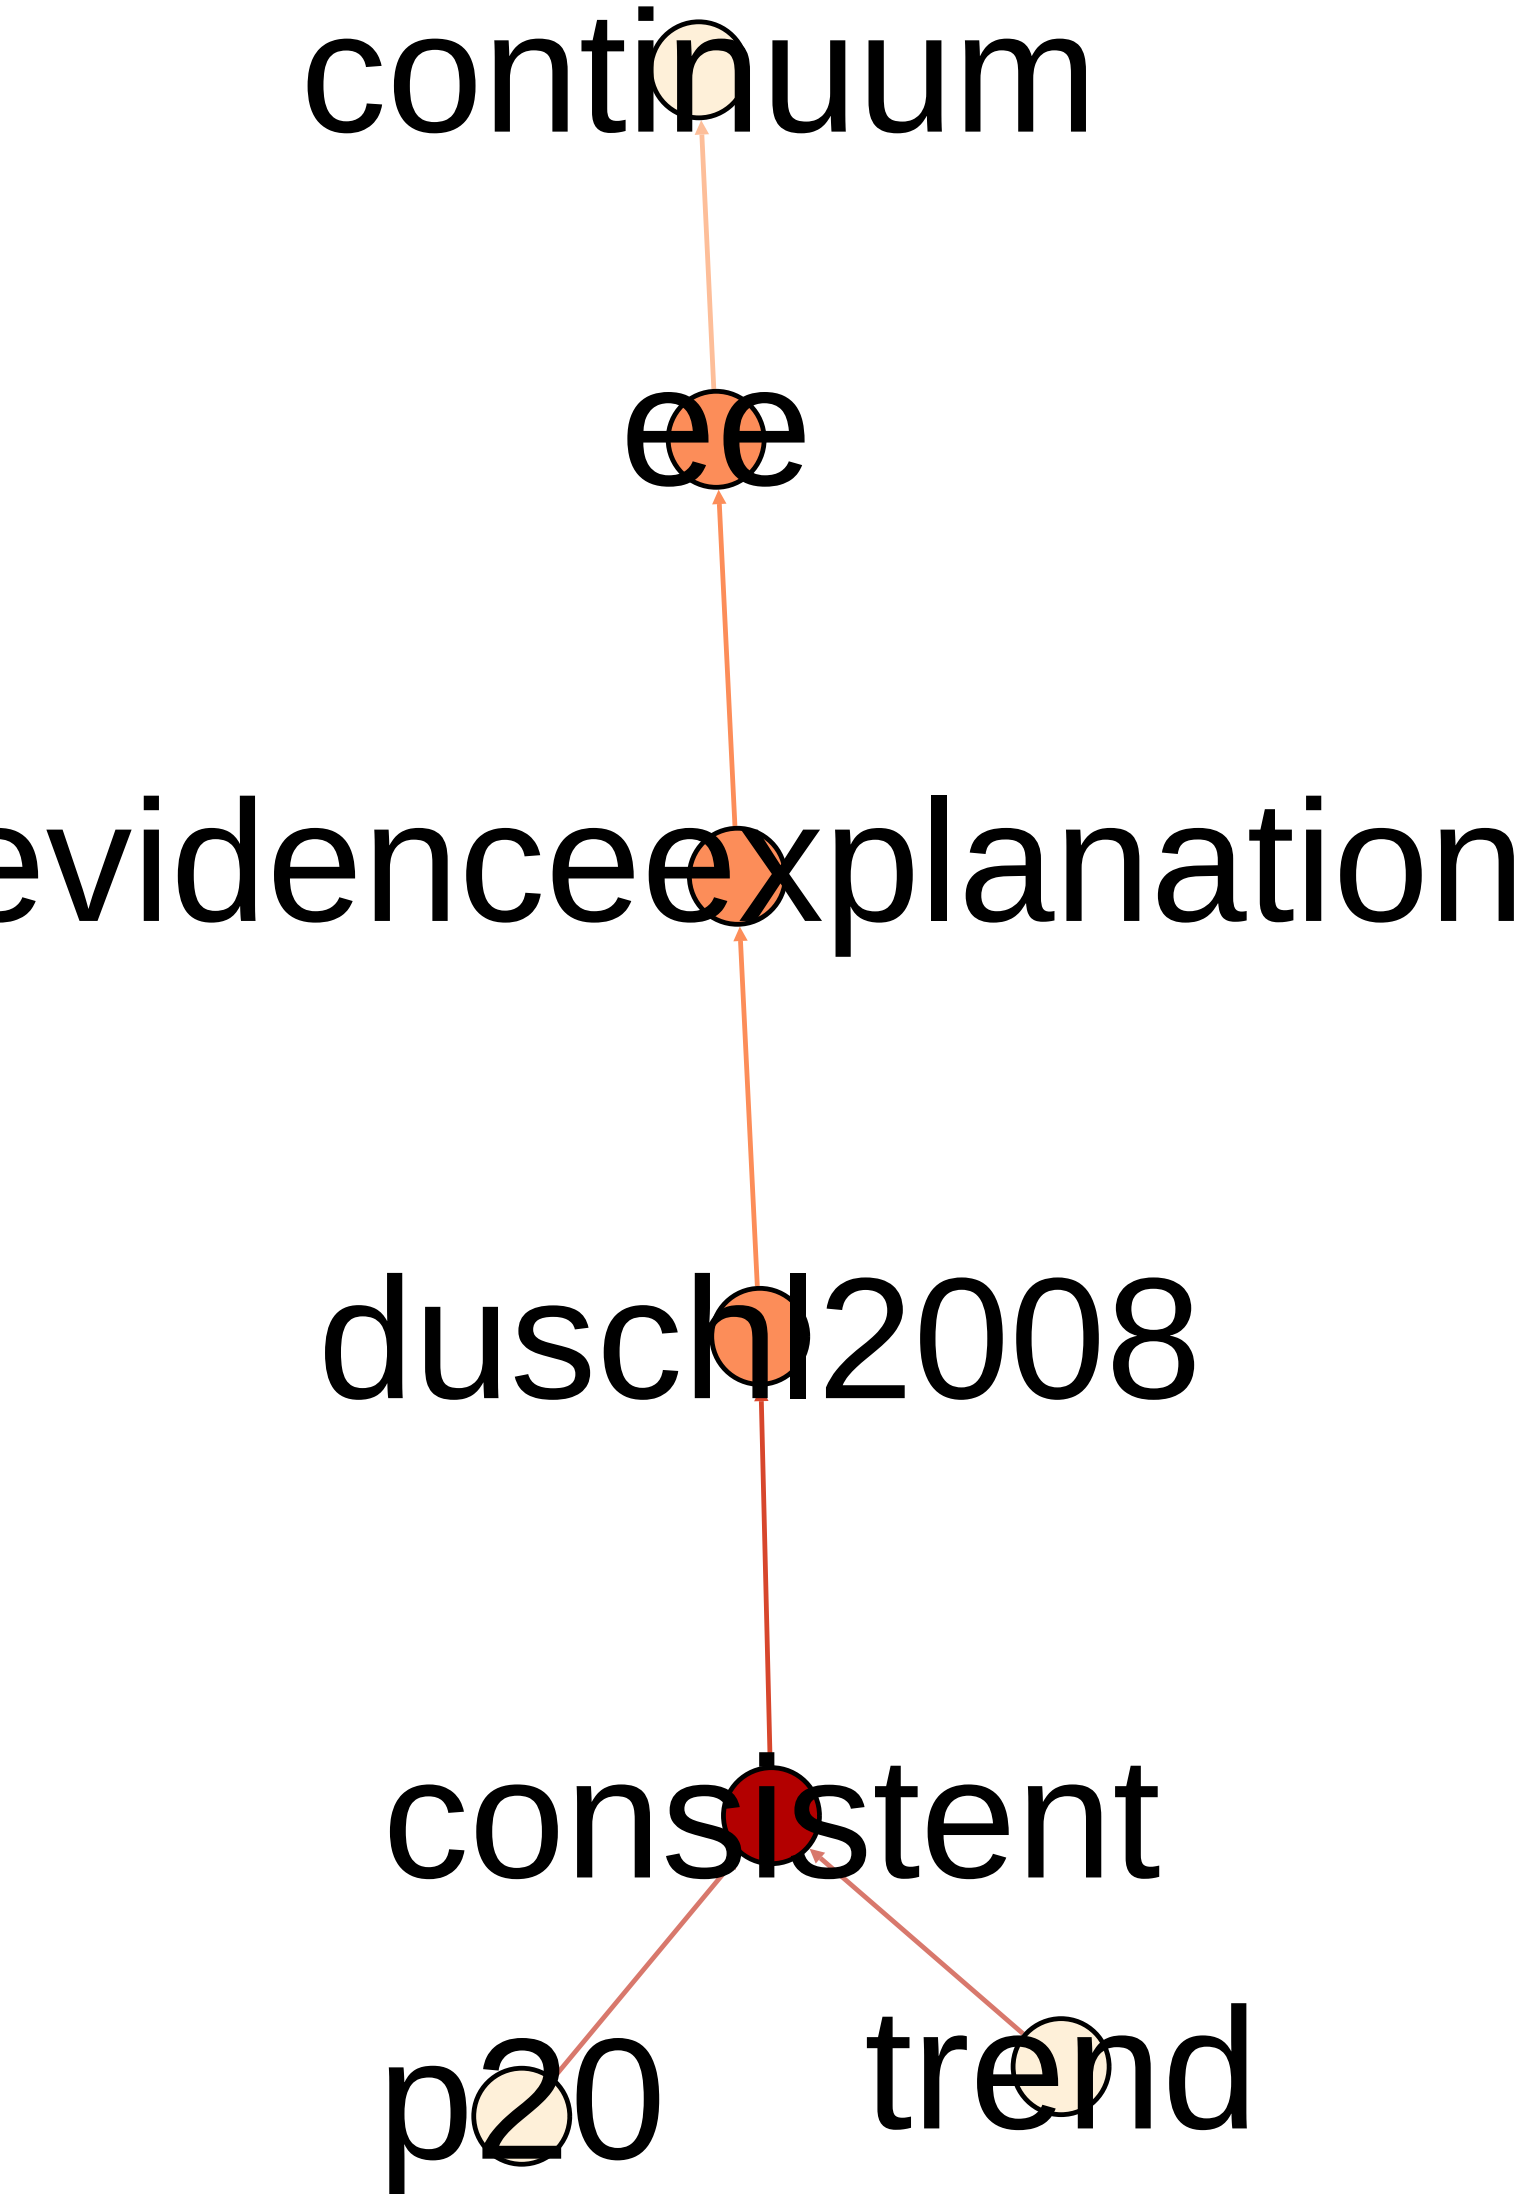 continuum
ee
evidenceexplanation
duschl2008
consistent
trend
p20